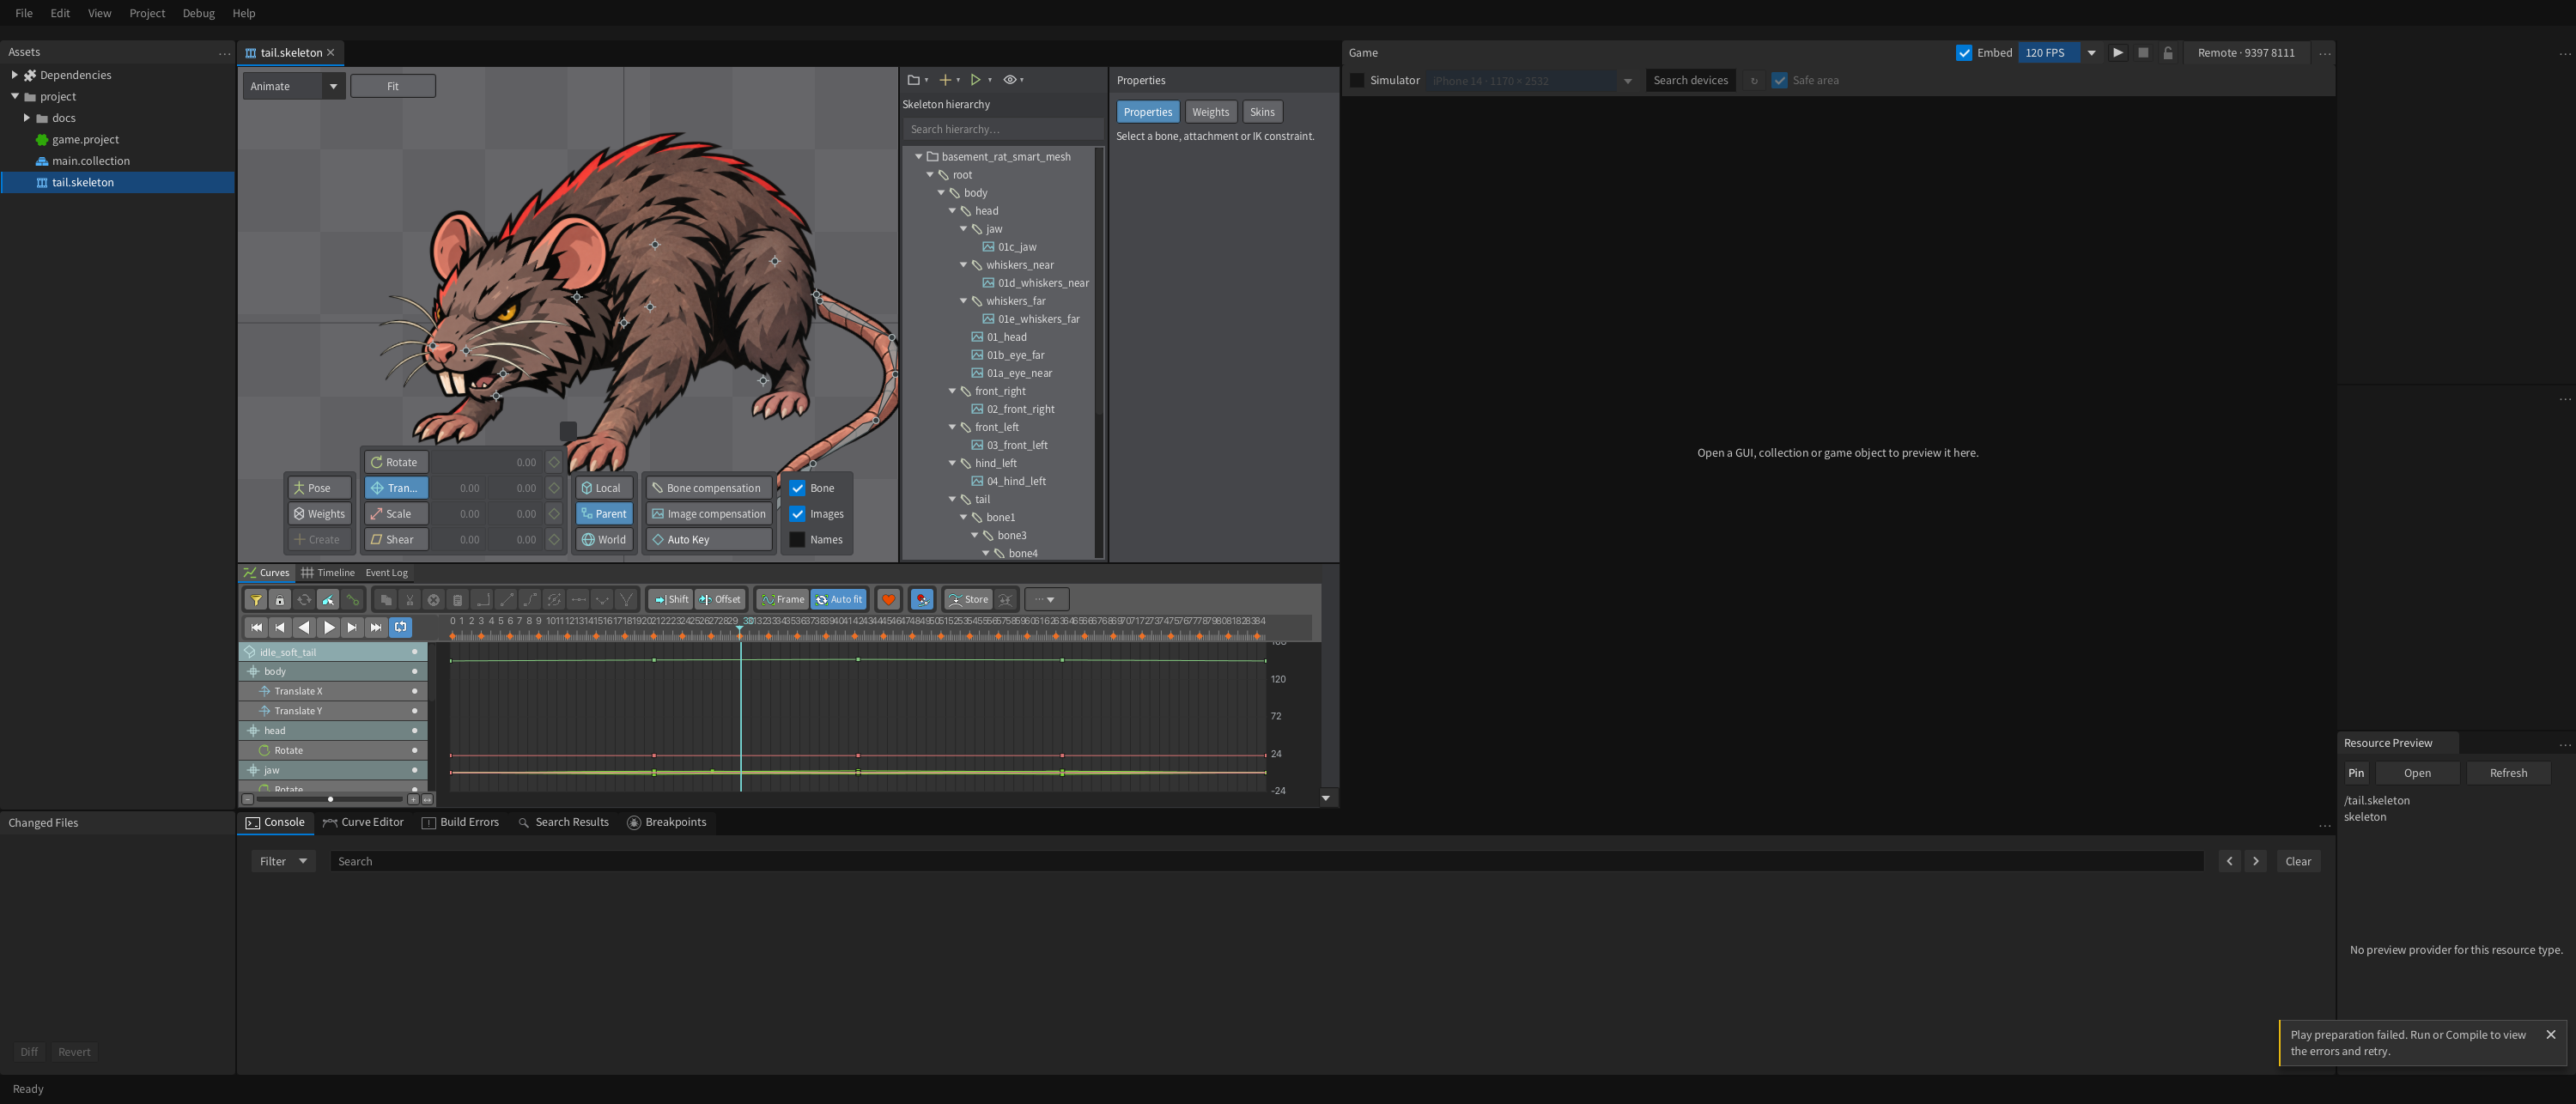 File Edit View Project Debug Help
Assets
Dependencies
project
docs
game.project
main.collection
tail.skeleton
tail.skeleton
Animate
Fit
Skeleton hierarchy
Search hierarchy...
basement_rat_smart_mesh
root
body
head
jaw
01c_jaw
whiskers_near
01d_whiskers_near
whiskers_far
01e_whiskers_far
01_head
01b_eye_far
01a_eye_near
front_right
02_front_right
front_left
03_front_left
hind_left
04_hind_left
tail
bone1
bone3
bone4
Properties
Properties Weights Skins
Select a bone, attachment or IK constraint.
Pose
Weights
Create
Rotate 0.00
Tran... 0.00 0.00
Scale 0.00 0.00
Shear 0.00 0.00
Local
Parent
World
Bone compensation
Image compensation
Auto Key
Bone
Images
Names
Curves Timeline Event Log
Shift Offset Frame Auto fit Store
idle_soft_tail
body
Translate X
Translate Y
head
Rotate
jaw
Rotate
120
72
24
-24
Game
Embed 120 FPS Remote · 9397 8111
Simulator iPhone 14 · 1170 × 2532 Search devices Safe area
Open a GUI, collection or game object to preview it here.
Resource Preview
Pin Open Refresh
/tail.skeleton
skeleton
No preview provider for this resource type.
Changed Files
Diff Revert
Console Curve Editor Build Errors Search Results Breakpoints
Filter Search Clear
Play preparation failed. Run or Compile to view
the errors and retry.
Ready